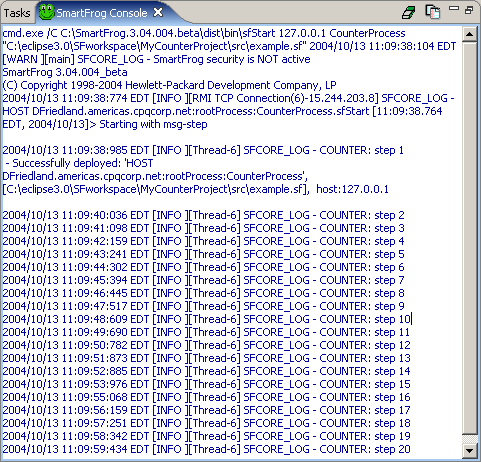 Tasks SmartFrog Console
cmd.exe /C C:\SmartFrog.3.04.004.beta\dist\bin\sfStart 127.0.0.1 CounterProcess
"C:\eclipse3.0\SFworkspace\MyCounterProject\src\example.sf" 2004/10/13 11:09:38:104 EDT
[WARN ][main] SFCORE_LOG - SmartFrog security is NOT active
SmartFrog 3.04.004_beta
(C) Copyright 1998-2004 Hewlett-Packard Development Company, LP
2004/10/13 11:09:38:774 EDT [INFO ][RMI TCP Connection(6)-15.244.203.8] SFCORE_LOG -
HOST DFriedland.americas.cpqcorp.net:rootProcess:CounterProcess.sfStart [11:09:38.764
EDT, 2004/10/13]> Starting with msg-step
2004/10/13 11:09:38:985 EDT [INFO ][Thread-6] SFCORE_LOG - COUNTER: step 1
- Successfully deployed: 'HOST
DFriedland.americas.cpqcorp.net:rootProcess:CounterProcess',
[C:\eclipse3.0\SFworkspace\MyCounterProject\src\example.sf], host:127.0.0.1
2004/10/13 11:09:40:036 EDT [INFO ][Thread-6] SFCORE_LOG - COUNTER: step 2
2004/10/13 11:09:41:098 EDT [INFO ][Thread-6] SFCORE_LOG - COUNTER: step 3
2004/10/13 11:09:42:159 EDT [INFO ][Thread-6] SFCORE_LOG - COUNTER: step 4
2004/10/13 11:09:43:241 EDT [INFO ][Thread-6] SFCORE_LOG - COUNTER: step 5
2004/10/13 11:09:44:302 EDT [INFO ][Thread-6] SFCORE_LOG - COUNTER: step 6
2004/10/13 11:09:45:394 EDT [INFO ][Thread-6] SFCORE_LOG - COUNTER: step 7
2004/10/13 11:09:46:445 EDT [INFO ][Thread-6] SFCORE_LOG - COUNTER: step 8
2004/10/13 11:09:47:517 EDT [INFO ][Thread-6] SFCORE_LOG - COUNTER: step 9
2004/10/13 11:09:48:609 EDT [INFO ][Thread-6] SFCORE_LOG - COUNTER: step 10
2004/10/13 11:09:49:690 EDT [INFO ][Thread-6] SFCORE_LOG - COUNTER: step 11
2004/10/13 11:09:50:782 EDT [INFO ][Thread-6] SFCORE_LOG - COUNTER: step 12
2004/10/13 11:09:51:873 EDT [INFO ][Thread-6] SFCORE_LOG - COUNTER: step 13
2004/10/13 11:09:52:885 EDT [INFO ][Thread-6] SFCORE_LOG - COUNTER: step 14
2004/10/13 11:09:53:976 EDT [INFO ][Thread-6] SFCORE_LOG - COUNTER: step 15
2004/10/13 11:09:55:068 EDT [INFO ][Thread-6] SFCORE_LOG - COUNTER: step 16
2004/10/13 11:09:56:159 EDT [INFO ][Thread-6] SFCORE_LOG - COUNTER: step 17
2004/10/13 11:09:57:251 EDT [INFO ][Thread-6] SFCORE_LOG - COUNTER: step 18
2004/10/13 11:09:58:342 EDT [INFO ][Thread-6] SFCORE_LOG - COUNTER: step 19
2004/10/13 11:09:59:434 EDT [INFO ][Thread-6] SFCORE_LOG - COUNTER: step 20